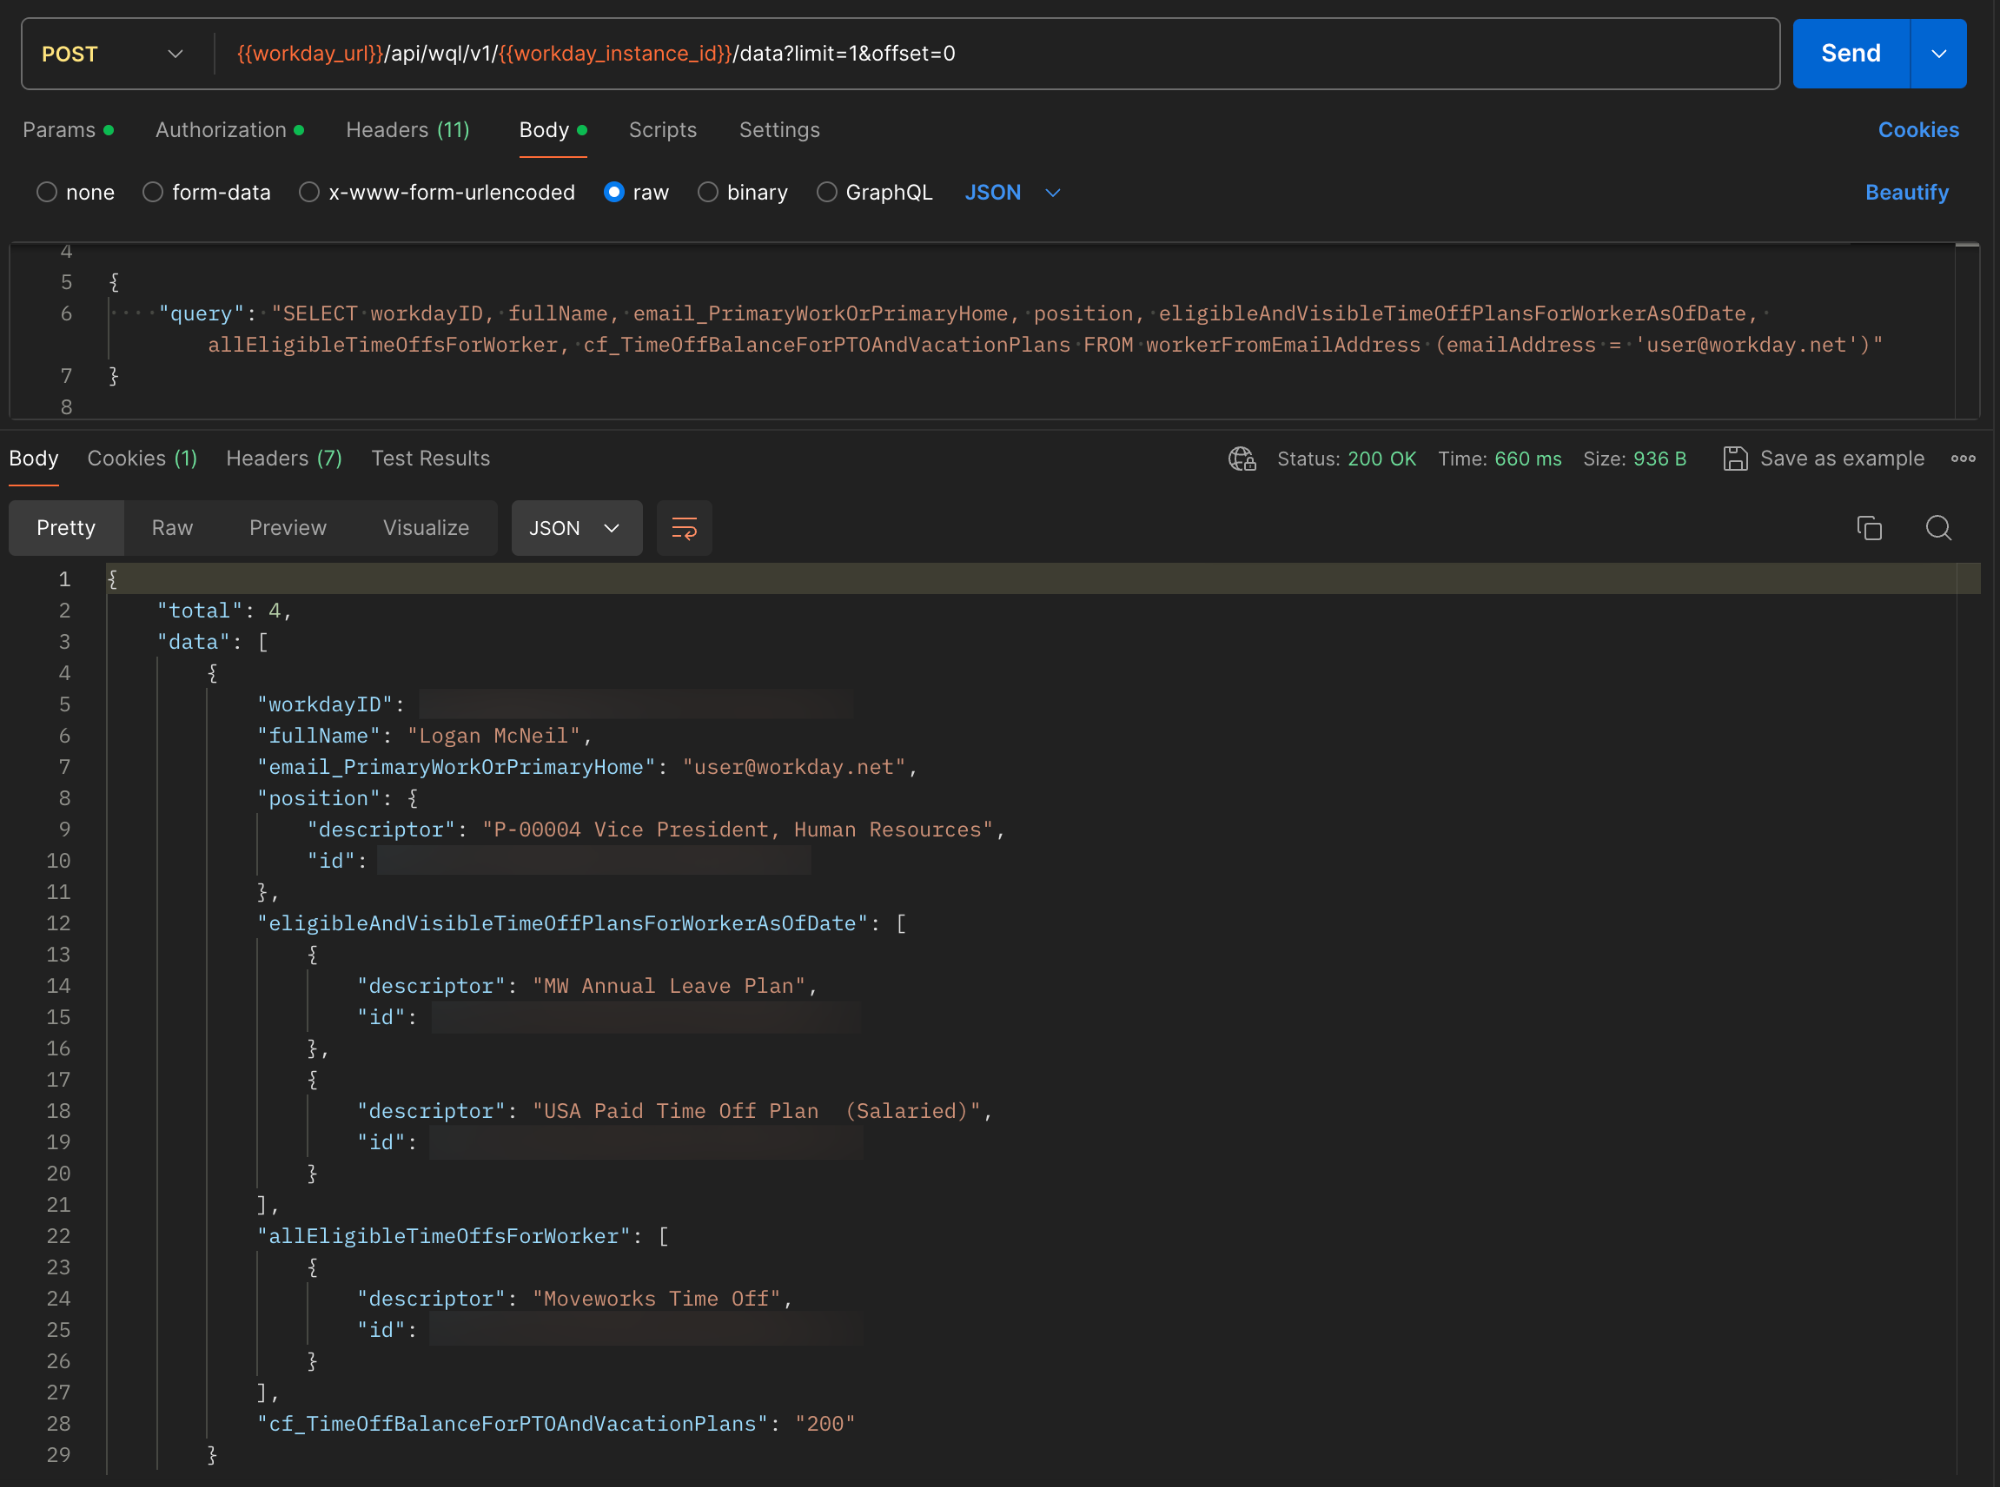 POST {{workday_url}}/api/wql/v1/{{workday_instance_id}}/data?limit=1&offset=0 Send
Params Authorization Headers (11) Body Scripts Settings Cookies
none form-data x-www-form-urlencoded raw binary GraphQL JSON Beautify
4
5 {
6 "query": "SELECT workdayID, fullName, email_PrimaryWorkOrPrimaryHome, position, eligibleAndVisibleTimeOffPlansForWorkerAsOfDate,
allEligibleTimeOffsForWorker, cf_TimeOffBalanceForPTOAndVacationPlans FROM workerFromEmailAddress (emailAddress = 'user@workday.net')"
7 }
8
Body Cookies (1) Headers (7) Test Results Status: 200 OK Time: 660 ms Size: 936 B Save as example
Pretty Raw Preview Visualize JSON
1 {
2 "total": 4,
3 "data": [
4 {
5 "workdayID":
6 "fullName": "Logan McNeil",
7 "email_PrimaryWorkOrPrimaryHome": "user@workday.net",
8 "position": {
9 "descriptor": "P-00004 Vice President, Human Resources",
10 "id":
11 },
12 "eligibleAndVisibleTimeOffPlansForWorkerAsOfDate": [
13 {
14 "descriptor": "MW Annual Leave Plan",
15 "id":
16 },
17 {
18 "descriptor": "USA Paid Time Off Plan  (Salaried)",
19 "id":
20 }
21 ],
22 "allEligibleTimeOffsForWorker": [
23 {
24 "descriptor": "Moveworks Time Off",
25 "id":
26 }
27 ],
28 "cf_TimeOffBalanceForPTOAndVacationPlans": "200"
29 }